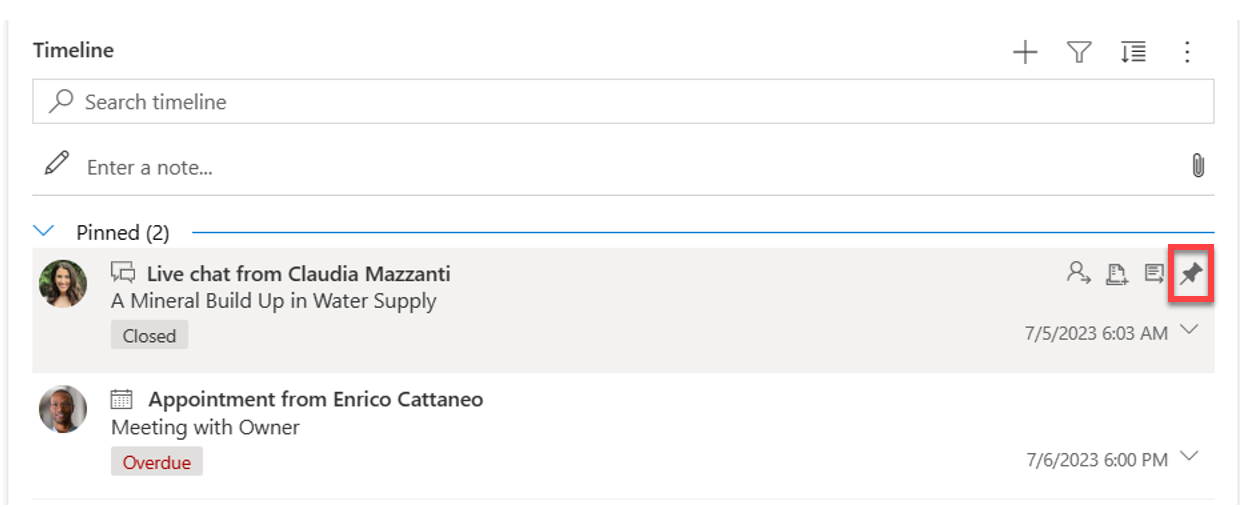 Timeline
Search timeline
Enter a note...
Pinned (2)
Live chat from Claudia Mazzanti
A Mineral Build Up in Water Supply
Closed
7/5/2023 6:03 AM
Appointment from Enrico Cattaneo
Meeting with Owner
Overdue
7/6/2023 6:00 PM